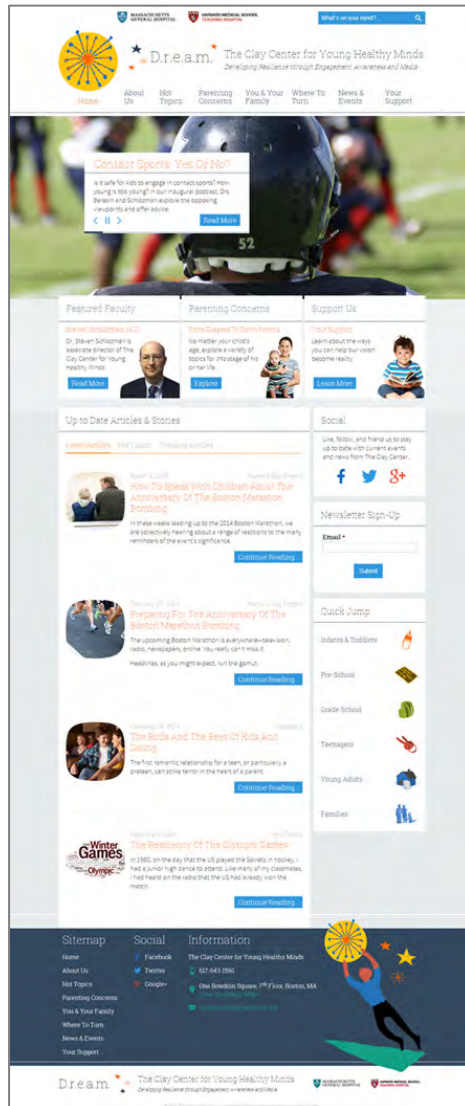 MASSACHUSETTS
GENERAL HOSPITAL
HARVARD MEDICAL SCHOOL
TEACHING HOSPITAL
What's on your mind?...
D.r.e.a.m.
The Clay Center for Young Healthy Minds
Developing Resilience through Engagement, Awareness and Media
Home
About Us
Hot Topics
Parenting Concerns
You & Your Family
Where To Turn
News & Events
Your Support
Contact Sports: Yes Or No?
Is it safe for kids to engage in contact sports? How
young is too young? In our inaugural podcast, Drs.
Beresin and Schlozman explore the opposing
viewpoints and offer advice.
Read More
52
Featured Faculty
Steven Schlozman, M.D.
Dr. Steven Schlozman is
associate director of The
Clay Center for Young
Healthy Minds.
Read More
Parenting Concerns
From Diapers To Dorm Rooms
No matter your child's
age, explore a variety of
topics for this stage of his
or her life.
Explore
Support Us
Your Support
Learn about the ways
you can help our vision
become reality.
Learn More
Up to Date Articles & Stories
Latest Articles
Hot Topics
Trending Articles
How To Speak With Children About The
Anniversary Of The Boston Marathon
Bombing
In these weeks leading up to the 2014 Boston Marathon, we
are collectively hearing about a range of reactions to the many
reminders of the event's significance.
Continue Reading...
Preparing For The Anniversary Of The
Boston Marathon Bombing
The upcoming Boston Marathon is everywhere—television,
radio, newspapers, online. You really can't miss it.
Headlines, as you might expect, run the gamut.
Continue Reading...
The Birds And The Bees Of Kids And
Dating
The first romantic relationship for a teen, or particularly a
preteen, can strike terror in the heart of a parent.
Continue Reading...
Winter
Games
Olympic
The Resiliency Of The Olympic Games
In 1980, on the day that the US played the Soviets in hockey, I
had a junior high dance to attend. Like many of my classmates,
I had heard on the radio that the US had already won the
match.
Continue Reading...
Social
Like, follow, and friend us to stay
up to date with current events
and news from The Clay Center.
Newsletter Sign-Up
Email *
Submit
Quick Jump
Infants & Toddlers
Pre-School
Grade School
Teenagers
Young Adults
Families
Sitemap
Home
About Us
Hot Topics
Parenting Concerns
You & Your Family
Where To Turn
News & Events
Your Support
Social
Facebook
Twitter
Google+
Information
The Clay Center for Young Healthy Minds
617-643-1590
One Bowdoin Square, 7th Floor, Boston, MA
D.r.e.a.m.
The Clay Center for Young Healthy Minds
Developing Resilience through Engagement, Awareness and Media
MASSACHUSETTS
GENERAL HOSPITAL
HARVARD MEDICAL SCHOOL
TEACHING HOSPITAL